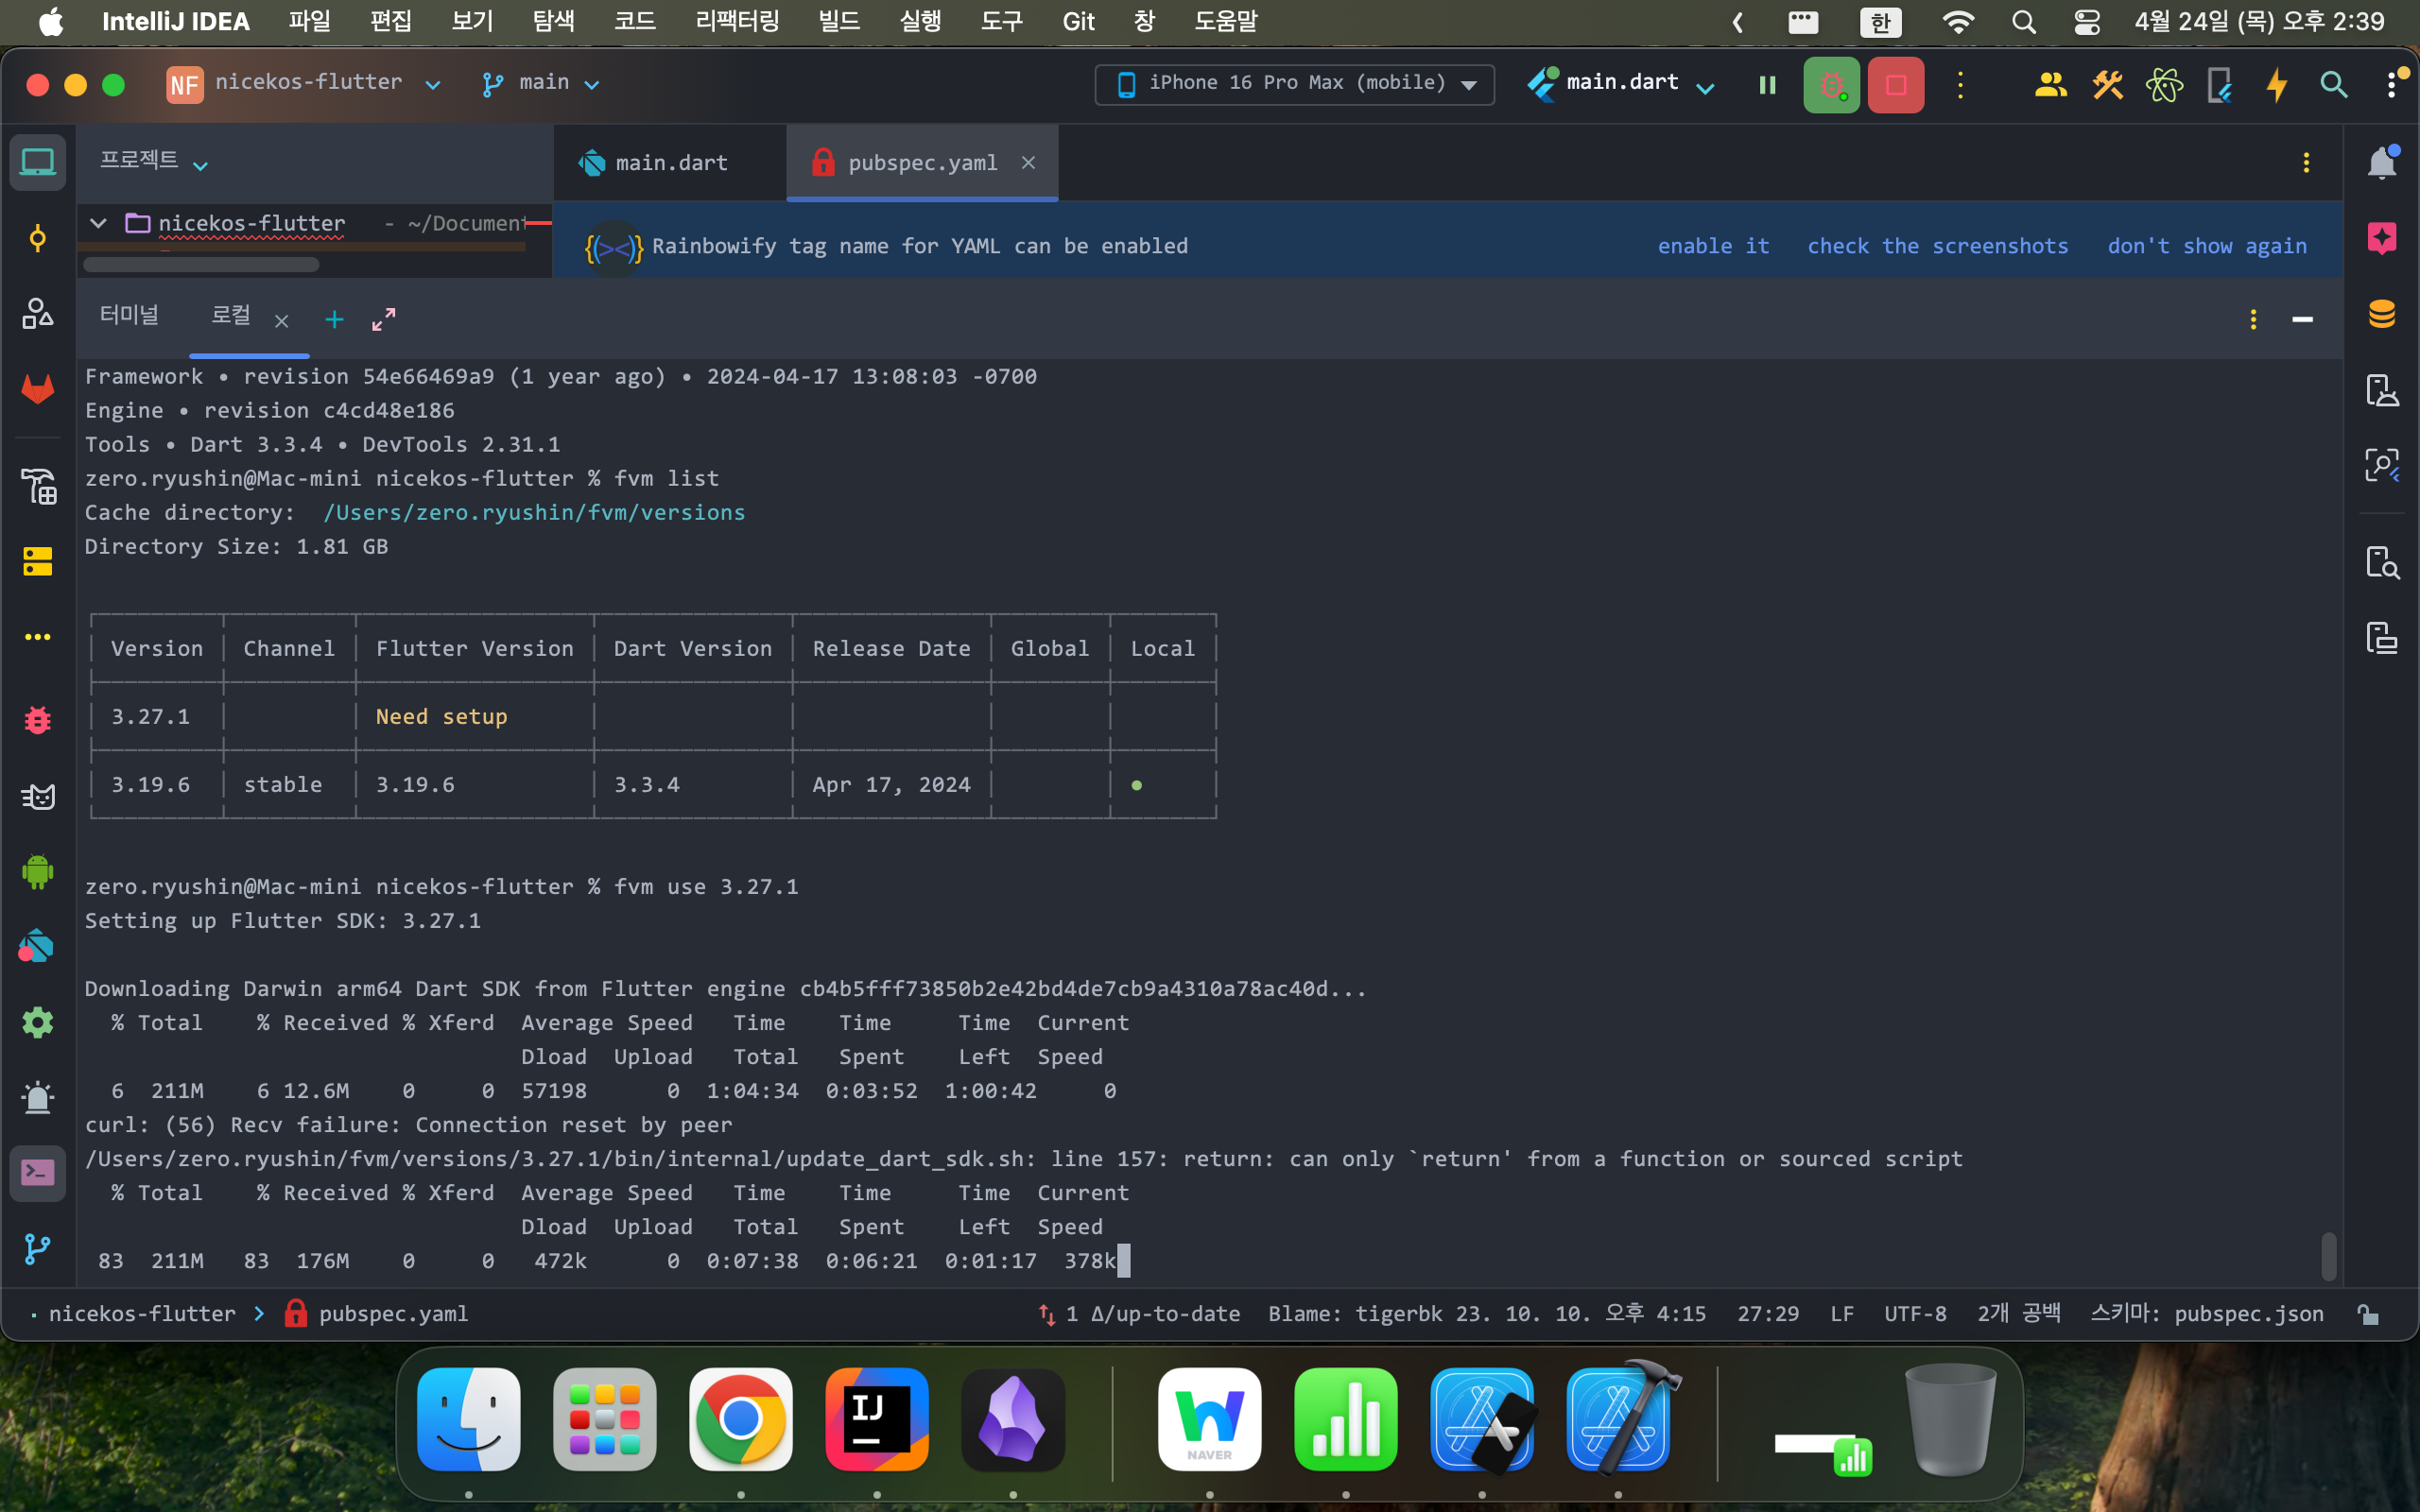 IntelliJ IDEA 파일 편집 보기 탐색 코드 리팩터링 빌드 실행 도구 Git 창 도움말 한 4월 24일 (목) 오후 2:39
NF nicekos-flutter main iPhone 16 Pro Max (mobile) main.dart
프로젝트 main.dart pubspec.yaml
nicekos-flutter - ~/Document
Rainbowify tag name for YAML can be enabled enable it check the screenshots don't show again
터미널 로컬
Framework • revision 54e66469a9 (1 year ago) • 2024-04-17 13:08:03 -0700
Engine • revision c4cd48e186
Tools • Dart 3.3.4 • DevTools 2.31.1
zero.ryushin@Mac-mini nicekos-flutter % fvm list
Cache directory: /Users/zero.ryushin/fvm/versions
Directory Size: 1.81 GB
Version Channel Flutter Version Dart Version Release Date Global Local
3.27.1 Need setup
3.19.6 stable 3.19.6 3.3.4 Apr 17, 2024 ●
zero.ryushin@Mac-mini nicekos-flutter % fvm use 3.27.1
Setting up Flutter SDK: 3.27.1
Downloading Darwin arm64 Dart SDK from Flutter engine cb4b5fff73850b2e42bd4de7cb9a4310a78ac40d...
% Total % Received % Xferd Average Speed Time Time Time Current
Dload Upload Total Spent Left Speed
6 211M 6 12.6M 0 0 57198 0 1:04:34 0:03:52 1:00:42 0
curl: (56) Recv failure: Connection reset by peer
/Users/zero.ryushin/fvm/versions/3.27.1/bin/internal/update_dart_sdk.sh: line 157: return: can only `return' from a function or sourced script
% Total % Received % Xferd Average Speed Time Time Time Current
Dload Upload Total Spent Left Speed
83 211M 83 176M 0 0 472k 0 0:07:38 0:06:21 0:01:17 378k
nicekos-flutter > pubspec.yaml 1 Δ/up-to-date Blame: tigerbk 23. 10. 10. 오후 4:15 27:29 LF UTF-8 2개 공백 스키마: pubspec.json
IJ
W
NAVER